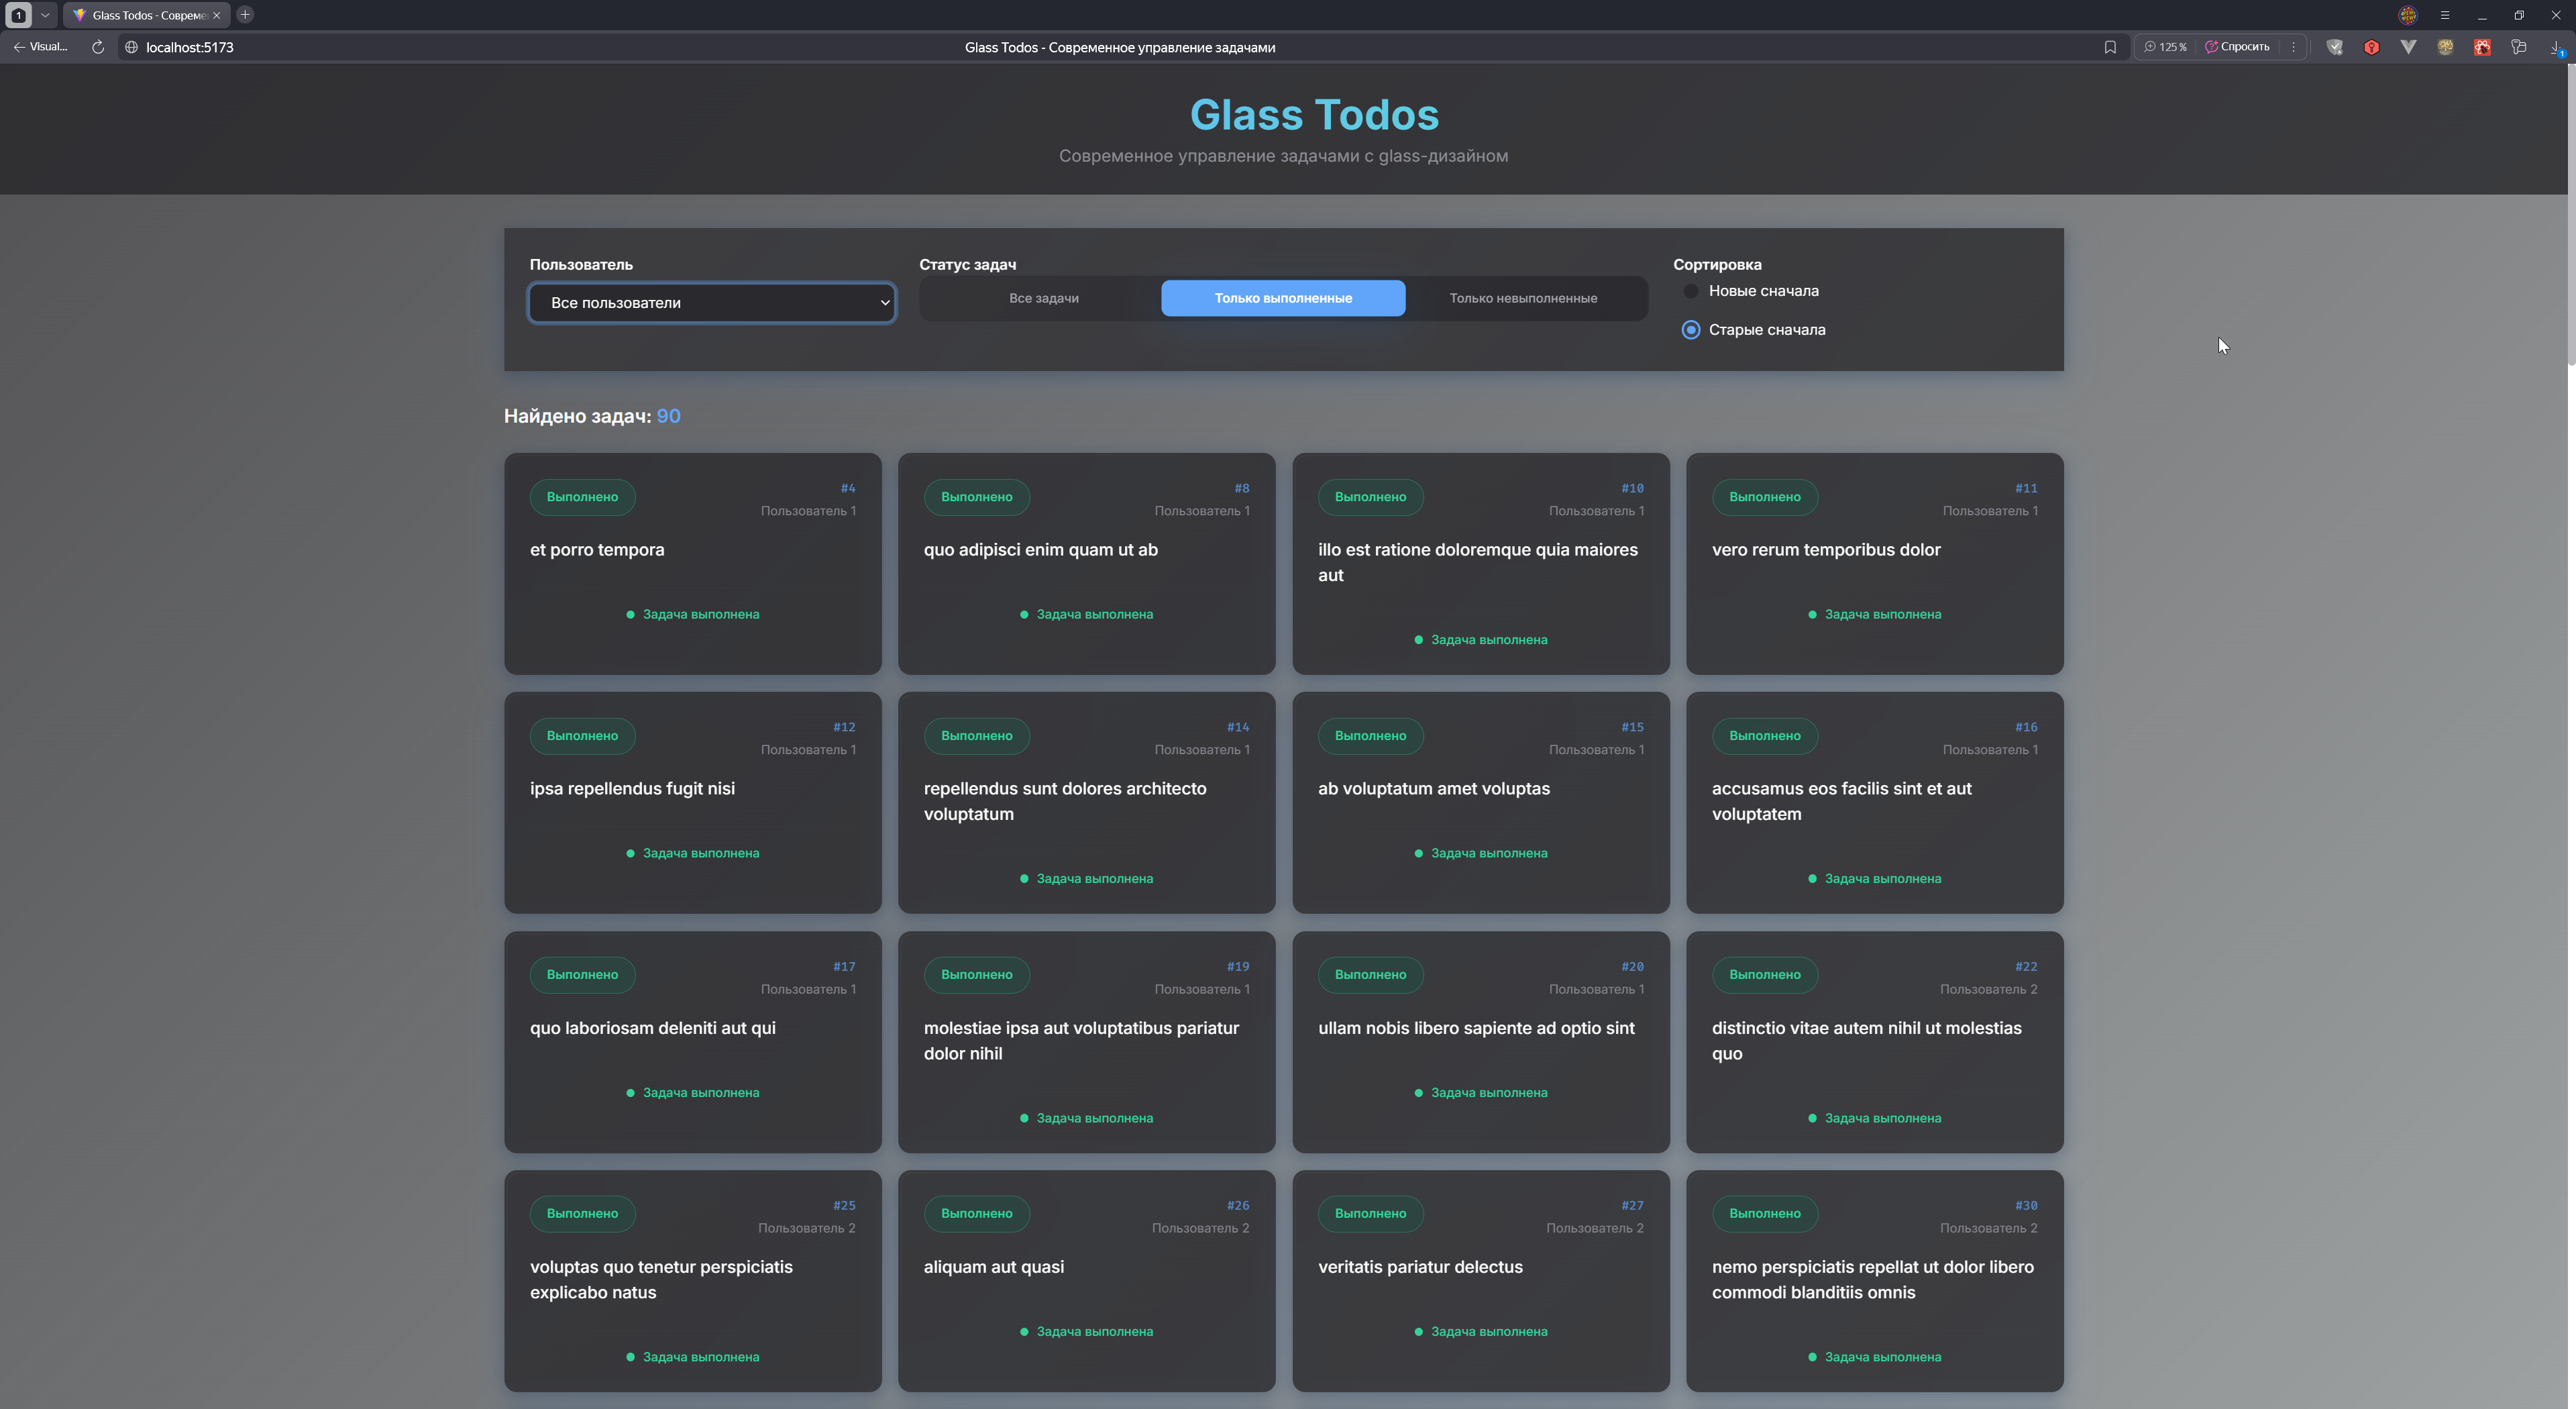 1
Glass Todos - Совреме
Visual...
localhost:5173
Glass Todos - Современное управление задачами
125 %
Спросить
1
Glass Todos
Современное управление задачами с glass-дизайном
Пользователь
Все пользователи
Статус задач
Все задачи
Только выполненные
Только невыполненные
Сортировка
Новые сначала
Старые сначала
Найдено задач: 90
Выполнено
#4
Пользователь 1
et porro tempora
Задача выполнена
Выполнено
#8
Пользователь 1
quo adipisci enim quam ut ab
Задача выполнена
Выполнено
#10
Пользователь 1
illo est ratione doloremque quia maiores
aut
Задача выполнена
Выполнено
#11
Пользователь 1
vero rerum temporibus dolor
Задача выполнена
Выполнено
#12
Пользователь 1
ipsa repellendus fugit nisi
Задача выполнена
Выполнено
#14
Пользователь 1
repellendus sunt dolores architecto
voluptatum
Задача выполнена
Выполнено
#15
Пользователь 1
ab voluptatum amet voluptas
Задача выполнена
Выполнено
#16
Пользователь 1
accusamus eos facilis sint et aut
voluptatem
Задача выполнена
Выполнено
#17
Пользователь 1
quo laboriosam deleniti aut qui
Задача выполнена
Выполнено
#19
Пользователь 1
molestiae ipsa aut voluptatibus pariatur
dolor nihil
Задача выполнена
Выполнено
#20
Пользователь 1
ullam nobis libero sapiente ad optio sint
Задача выполнена
Выполнено
#22
Пользователь 2
distinctio vitae autem nihil ut molestias
quo
Задача выполнена
Выполнено
#25
Пользователь 2
voluptas quo tenetur perspiciatis
explicabo natus
Задача выполнена
Выполнено
#26
Пользователь 2
aliquam aut quasi
Задача выполнена
Выполнено
#27
Пользователь 2
veritatis pariatur delectus
Задача выполнена
Выполнено
#30
Пользователь 2
nemo perspiciatis repellat ut dolor libero
commodi blanditiis omnis
Задача выполнена